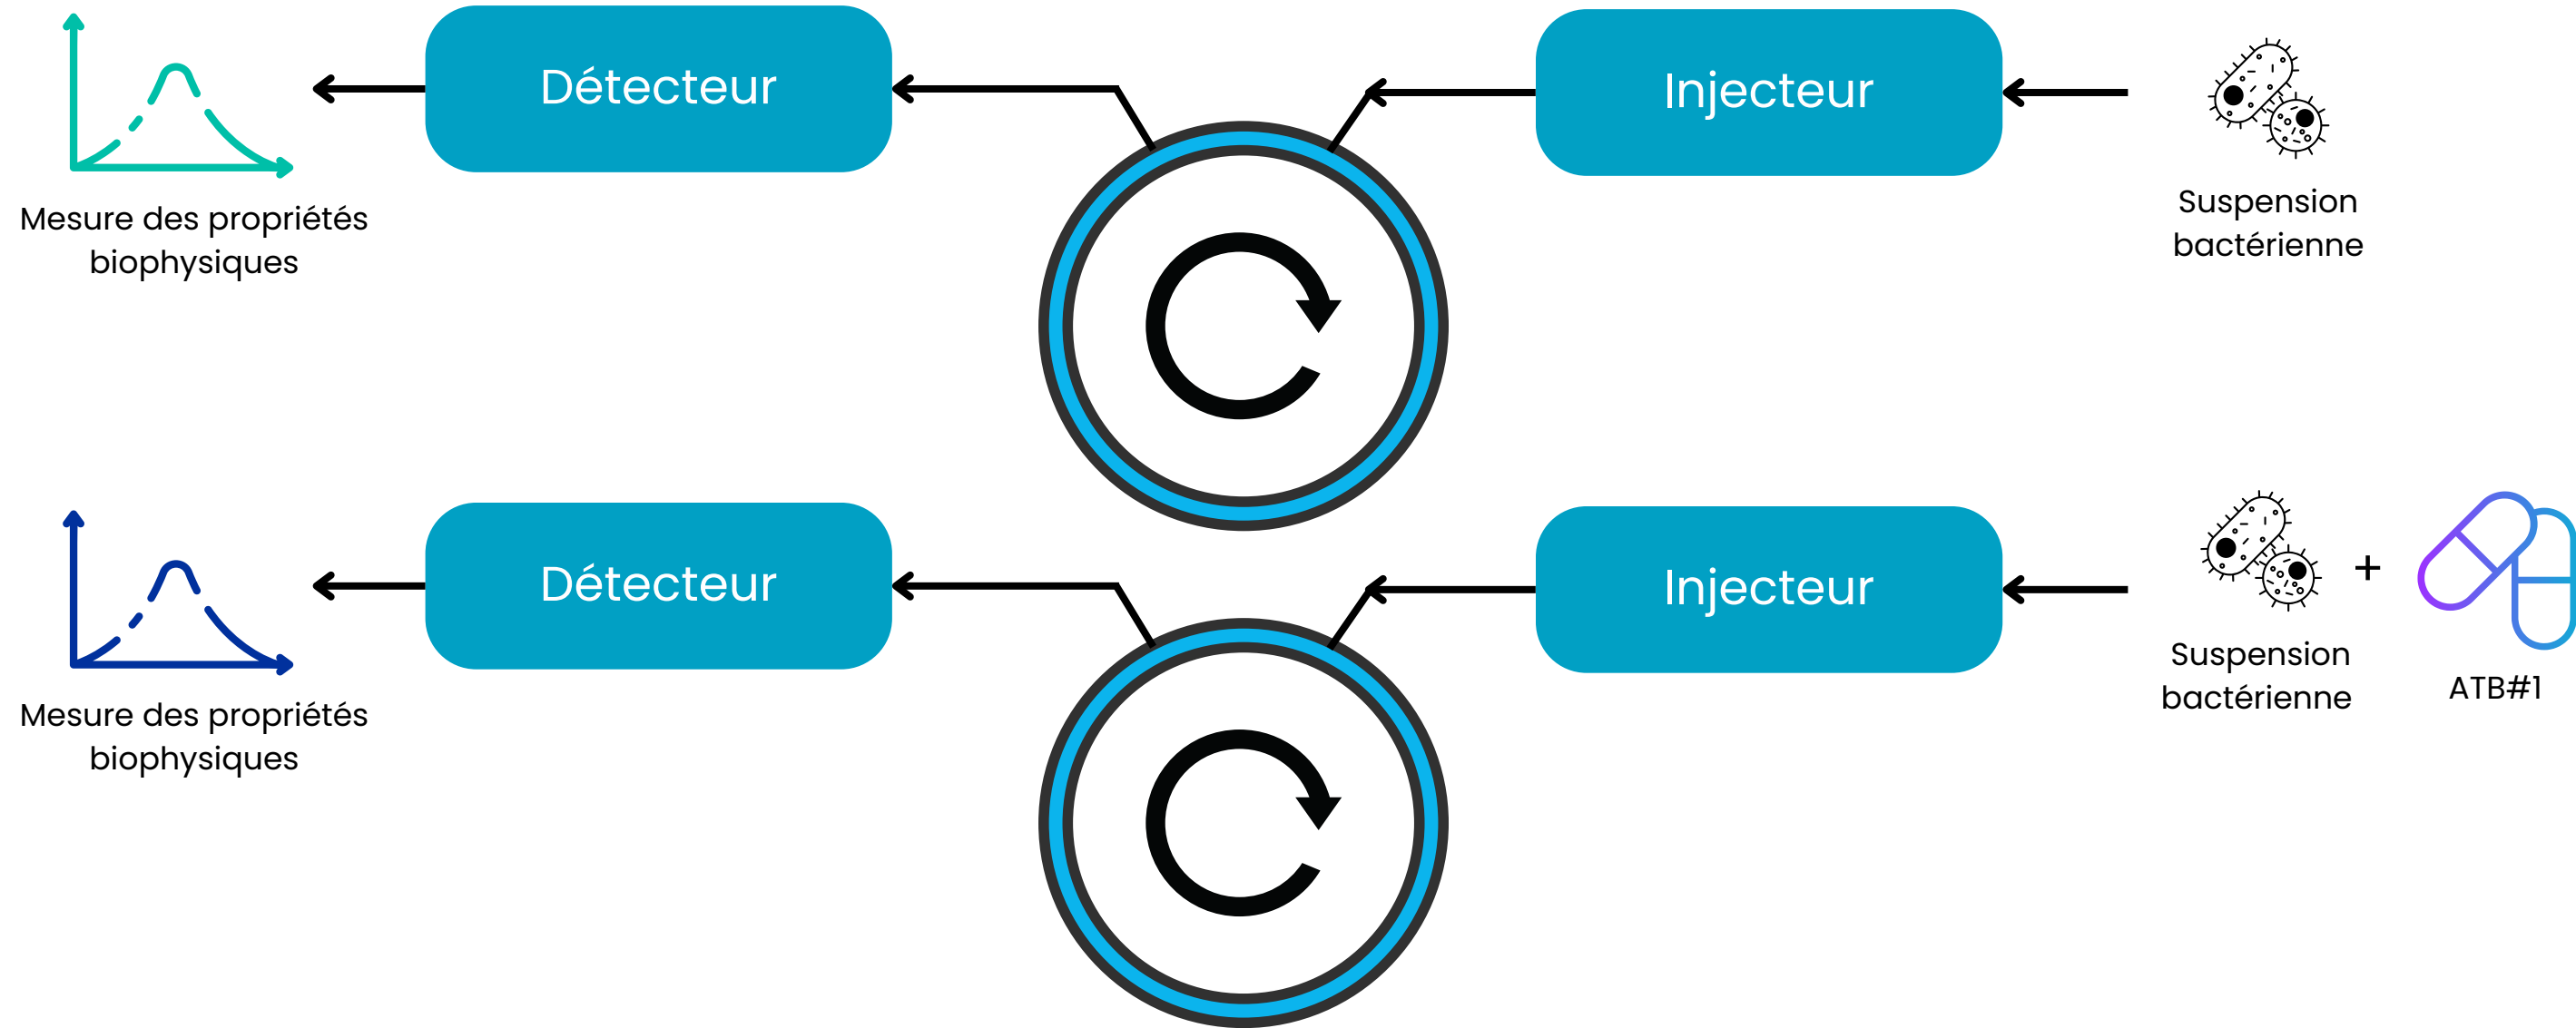 Détecteur
Injecteur
Mesure des propriétés
biophysiques
Suspension
bactérienne
Détecteur
Injecteur
+
Mesure des propriétés
biophysiques
Suspension
bactérienne
ATB#1